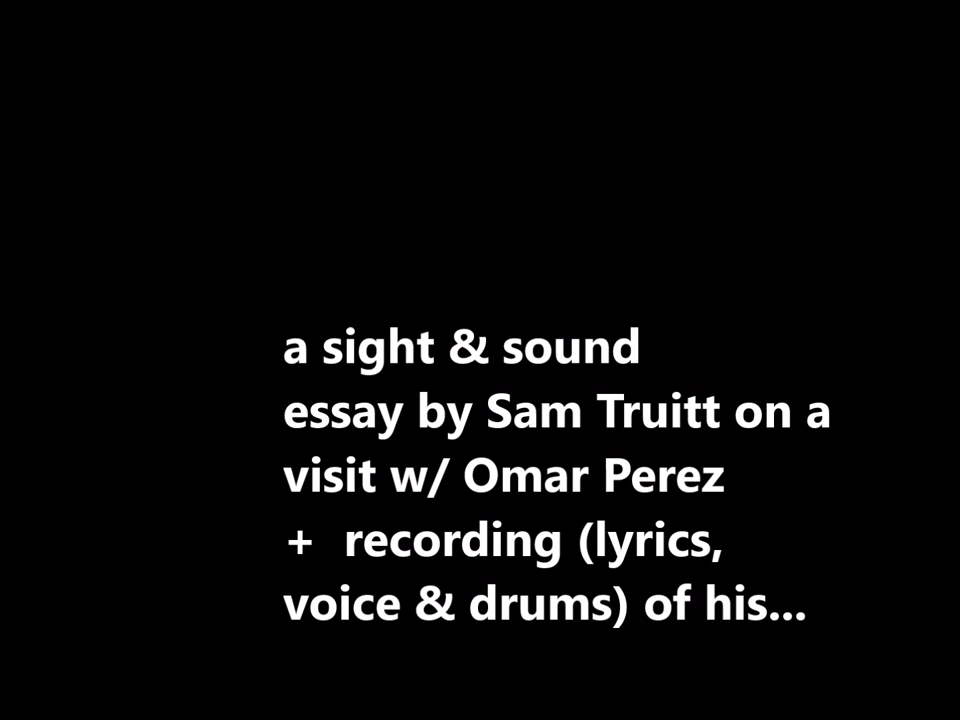 a sight & sound
essay by Sam Truitt on a
visit w/ Omar Perez
+  recording (lyrics,
voice & drums) of his...